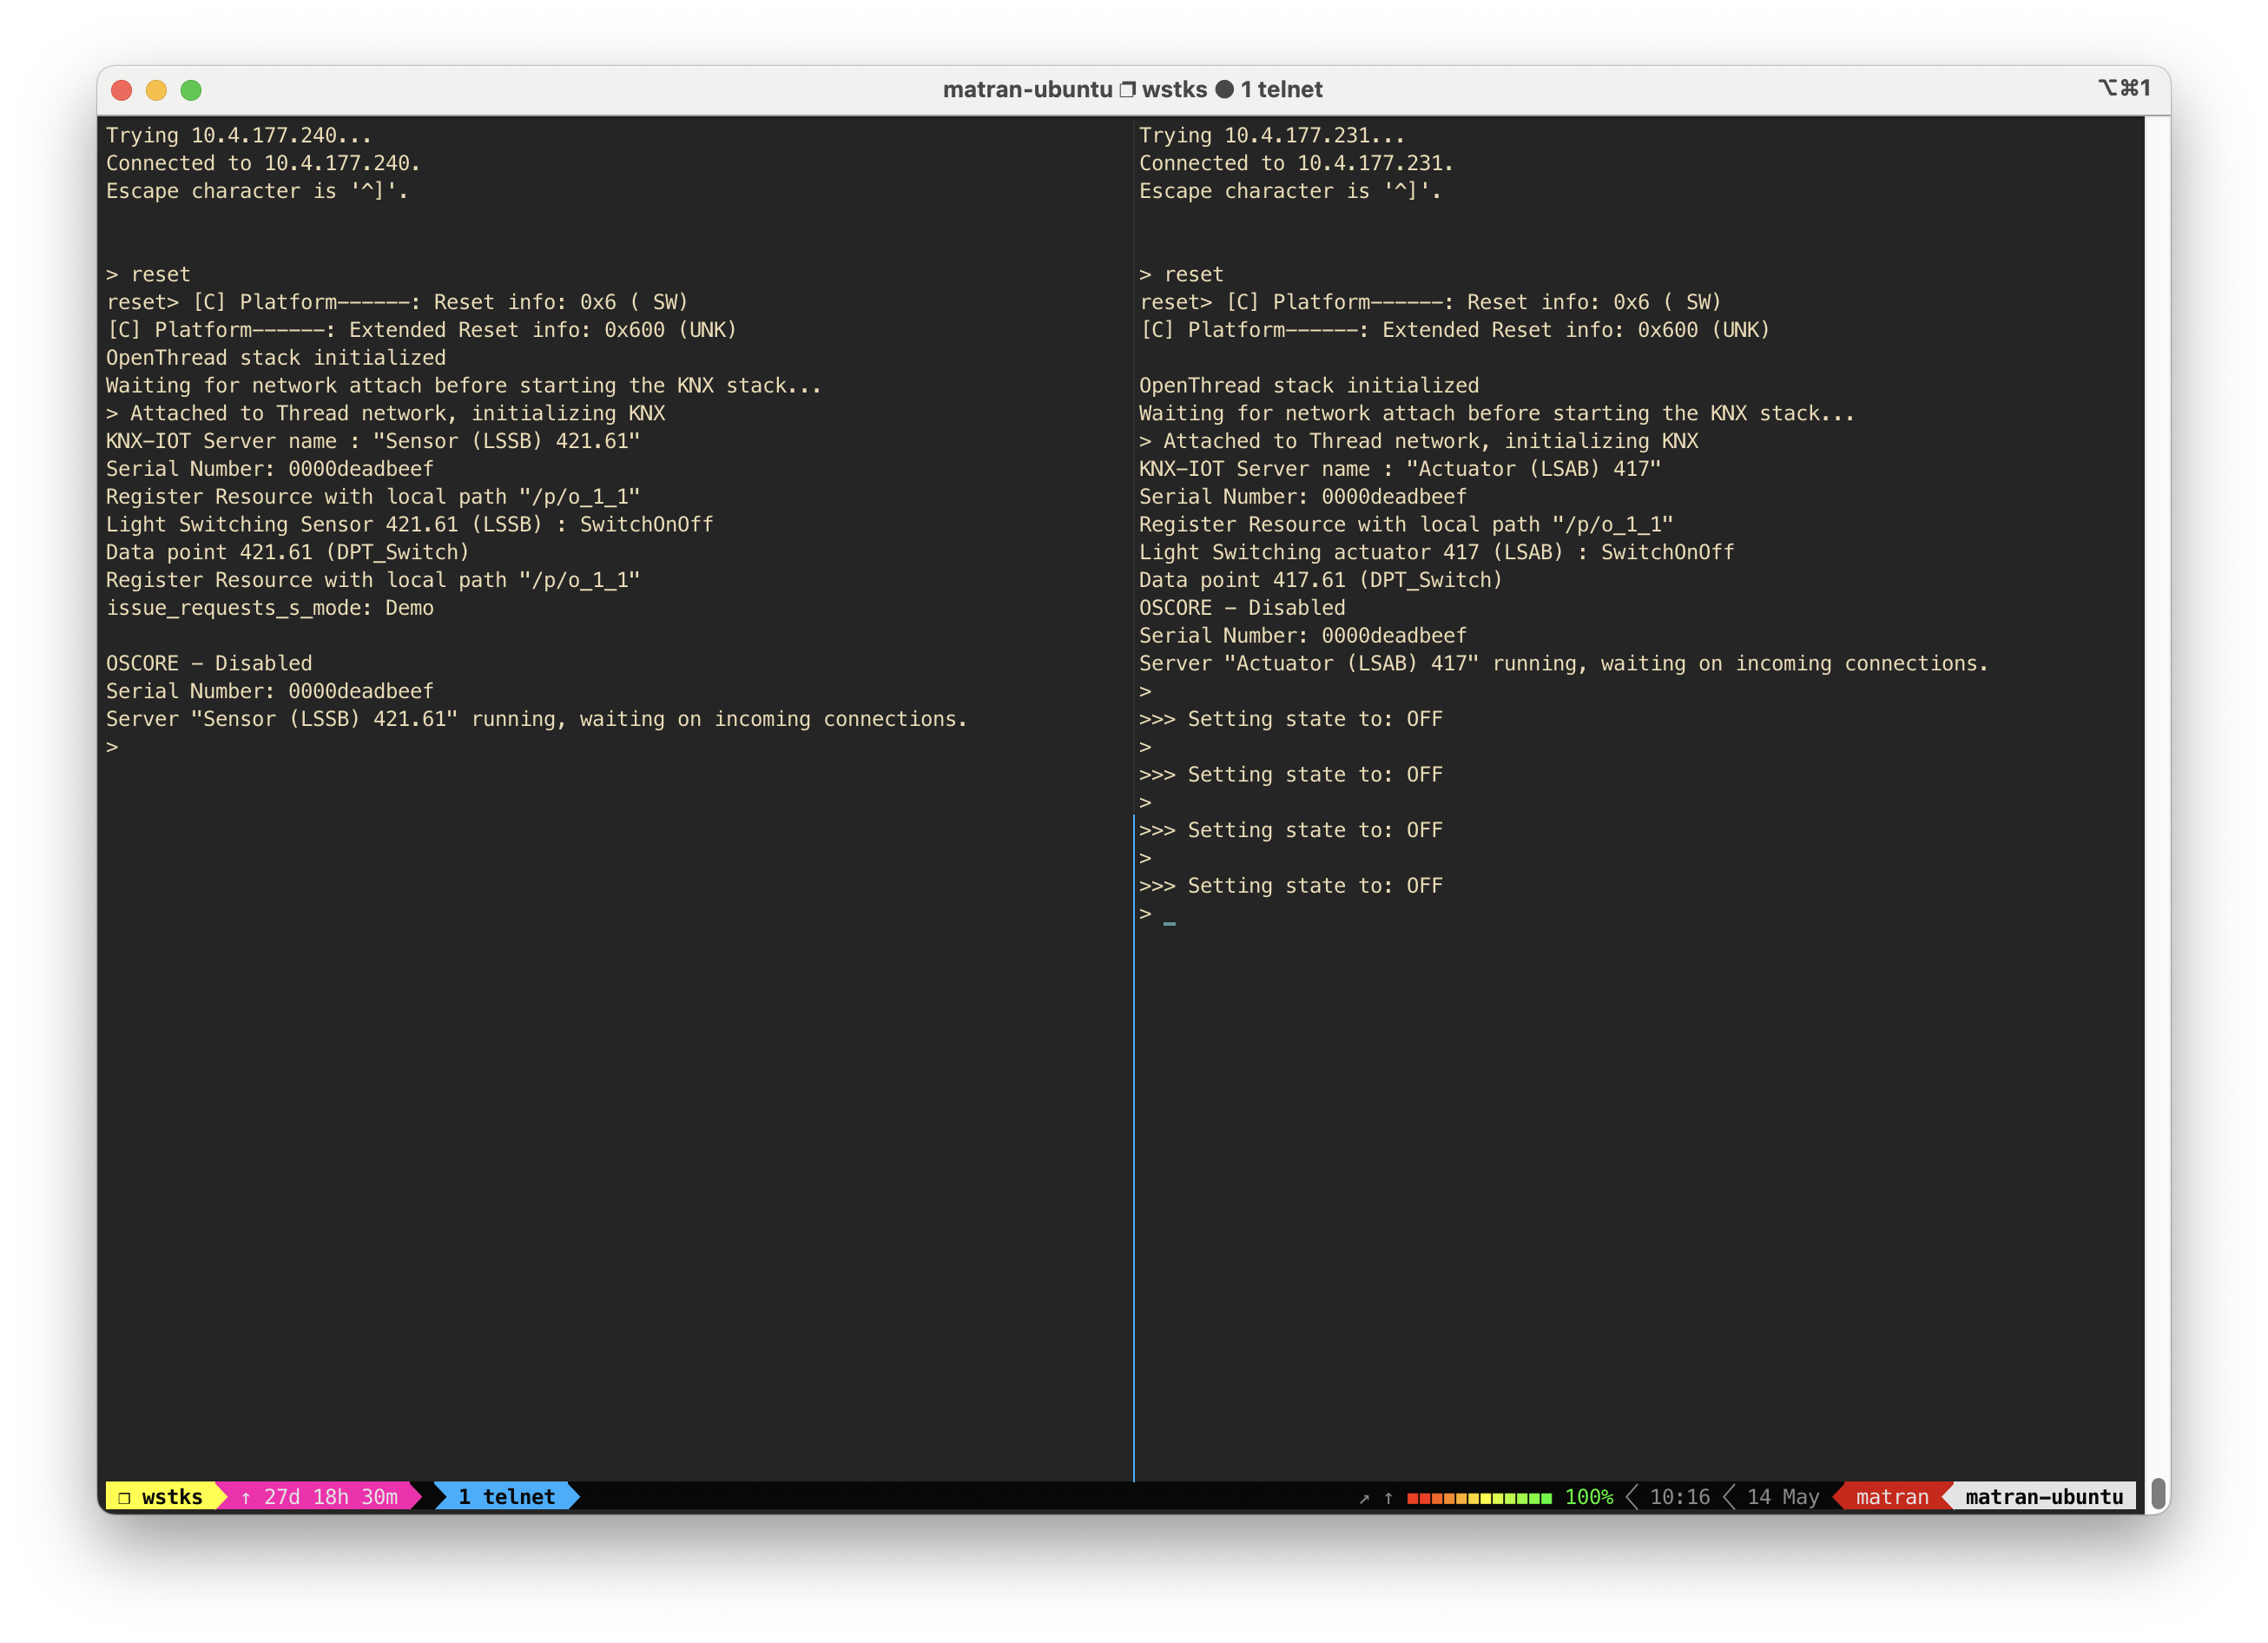 matran-ubuntu ❐ wstks ● 1 telnet
⌥⌘1
Trying 10.4.177.240...
Connected to 10.4.177.240.
Escape character is '^]'.
> reset
reset> [C] Platform------: Reset info: 0x6 ( SW)
[C] Platform------: Extended Reset info: 0x600 (UNK)
OpenThread stack initialized
Waiting for network attach before starting the KNX stack...
> Attached to Thread network, initializing KNX
KNX-IOT Server name : "Sensor (LSSB) 421.61"
Serial Number: 0000deadbeef
Register Resource with local path "/p/o_1_1"
Light Switching Sensor 421.61 (LSSB) : SwitchOnOff
Data point 421.61 (DPT_Switch)
Register Resource with local path "/p/o_1_1"
issue_requests_s_mode: Demo
OSCORE - Disabled
Serial Number: 0000deadbeef
Server "Sensor (LSSB) 421.61" running, waiting on incoming connections.
>
Trying 10.4.177.231...
Connected to 10.4.177.231.
Escape character is '^]'.
> reset
reset> [C] Platform------: Reset info: 0x6 ( SW)
[C] Platform------: Extended Reset info: 0x600 (UNK)
OpenThread stack initialized
Waiting for network attach before starting the KNX stack...
> Attached to Thread network, initializing KNX
KNX-IOT Server name : "Actuator (LSAB) 417"
Serial Number: 0000deadbeef
Register Resource with local path "/p/o_1_1"
Light Switching actuator 417 (LSAB) : SwitchOnOff
Data point 417.61 (DPT_Switch)
OSCORE - Disabled
Serial Number: 0000deadbeef
Server "Actuator (LSAB) 417" running, waiting on incoming connections.
>
>>> Setting state to: OFF
>
>>> Setting state to: OFF
>
>>> Setting state to: OFF
>
>>> Setting state to: OFF
> _
❐ wstks ↑ 27d 18h 30m 1 telnet ↗ ↑ 100% 10:16 14 May matran matran-ubuntu